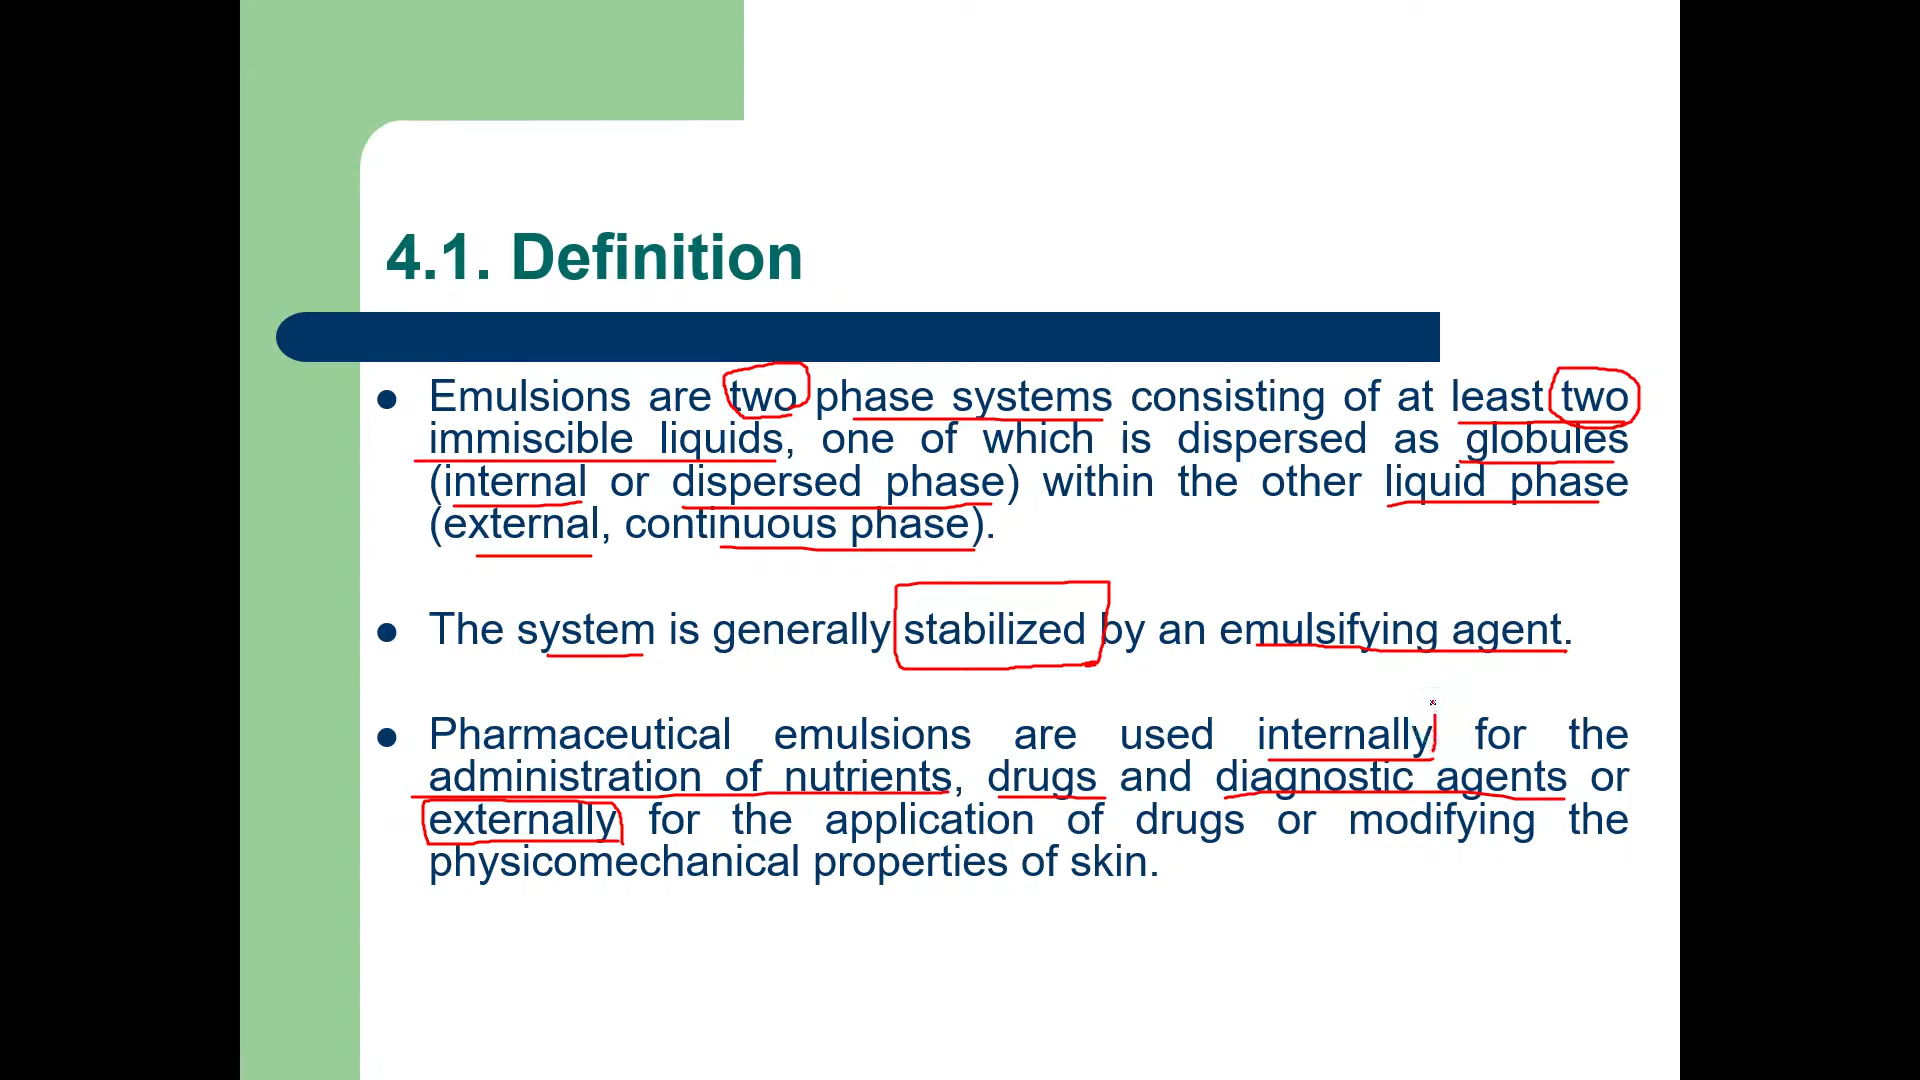 4.1. Definition
Emulsions are two phase systems consisting of at least two
immiscible liquids, one of which is dispersed as globules
(internal or dispersed phase) within the other liquid phase
(external, continuous phase).
The system is generally stabilized by an emulsifying agent.
Pharmaceutical emulsions are used internally for the
administration of nutrients, drugs and diagnostic agents or
externally for the application of drugs or modifying the
physicomechanical properties of skin.